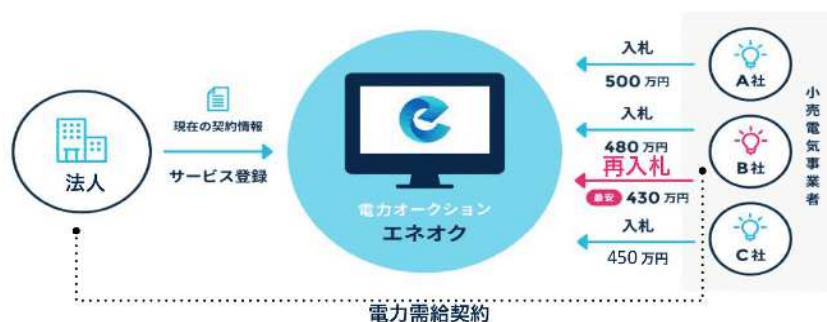 現在の契約情報
サービス登録
法人
電力オークション
エネオク
入札
500万円
入札
480万円
再入札
最安 430万円
入札
450万円
A社
B社
C社
小売電気事業者
電力需給契約